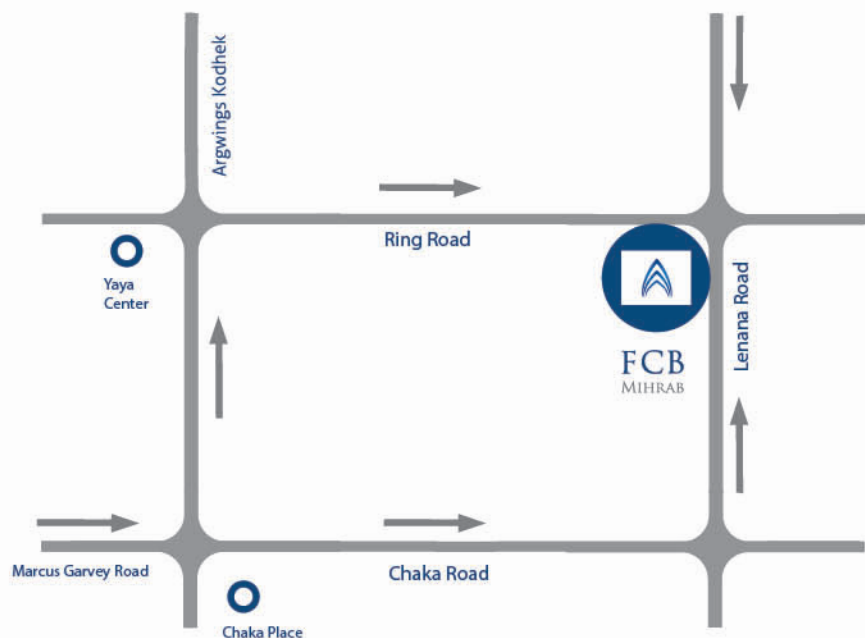 Argwings Kodhek
Ring Road
Yaya
Center
FCB
MIHRAB
Lenana Road
Marcus Garvey Road
Chaka Road
Chaka Place